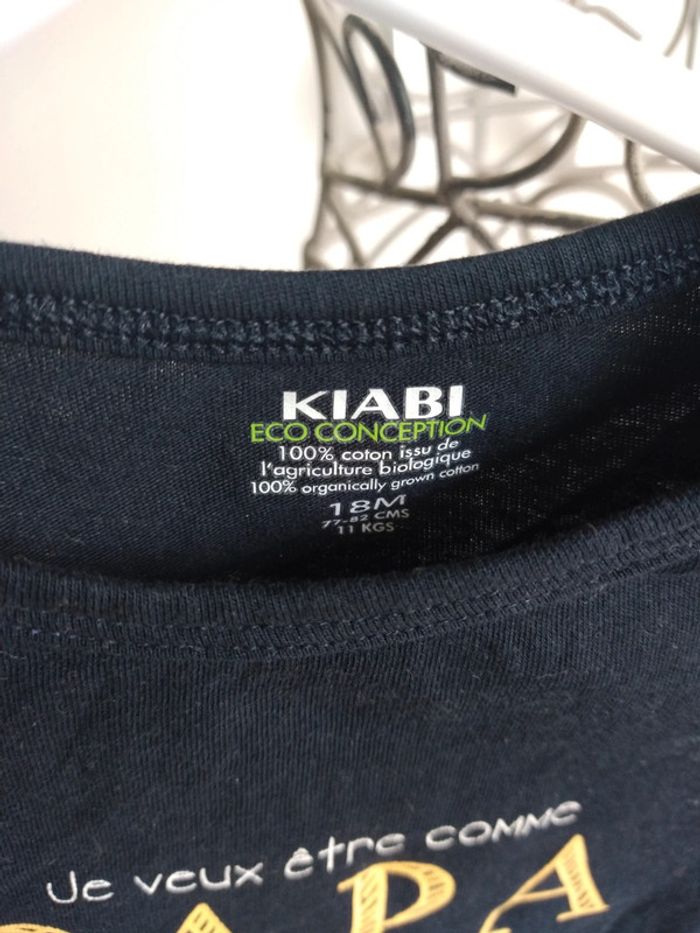 KIABI
ECO CONCEPTION
100% coton issu de
l'agriculture biologique
100% organically grown cotton
18M
77-82 CMS
11 KGS
Je veux être comme
PAPA